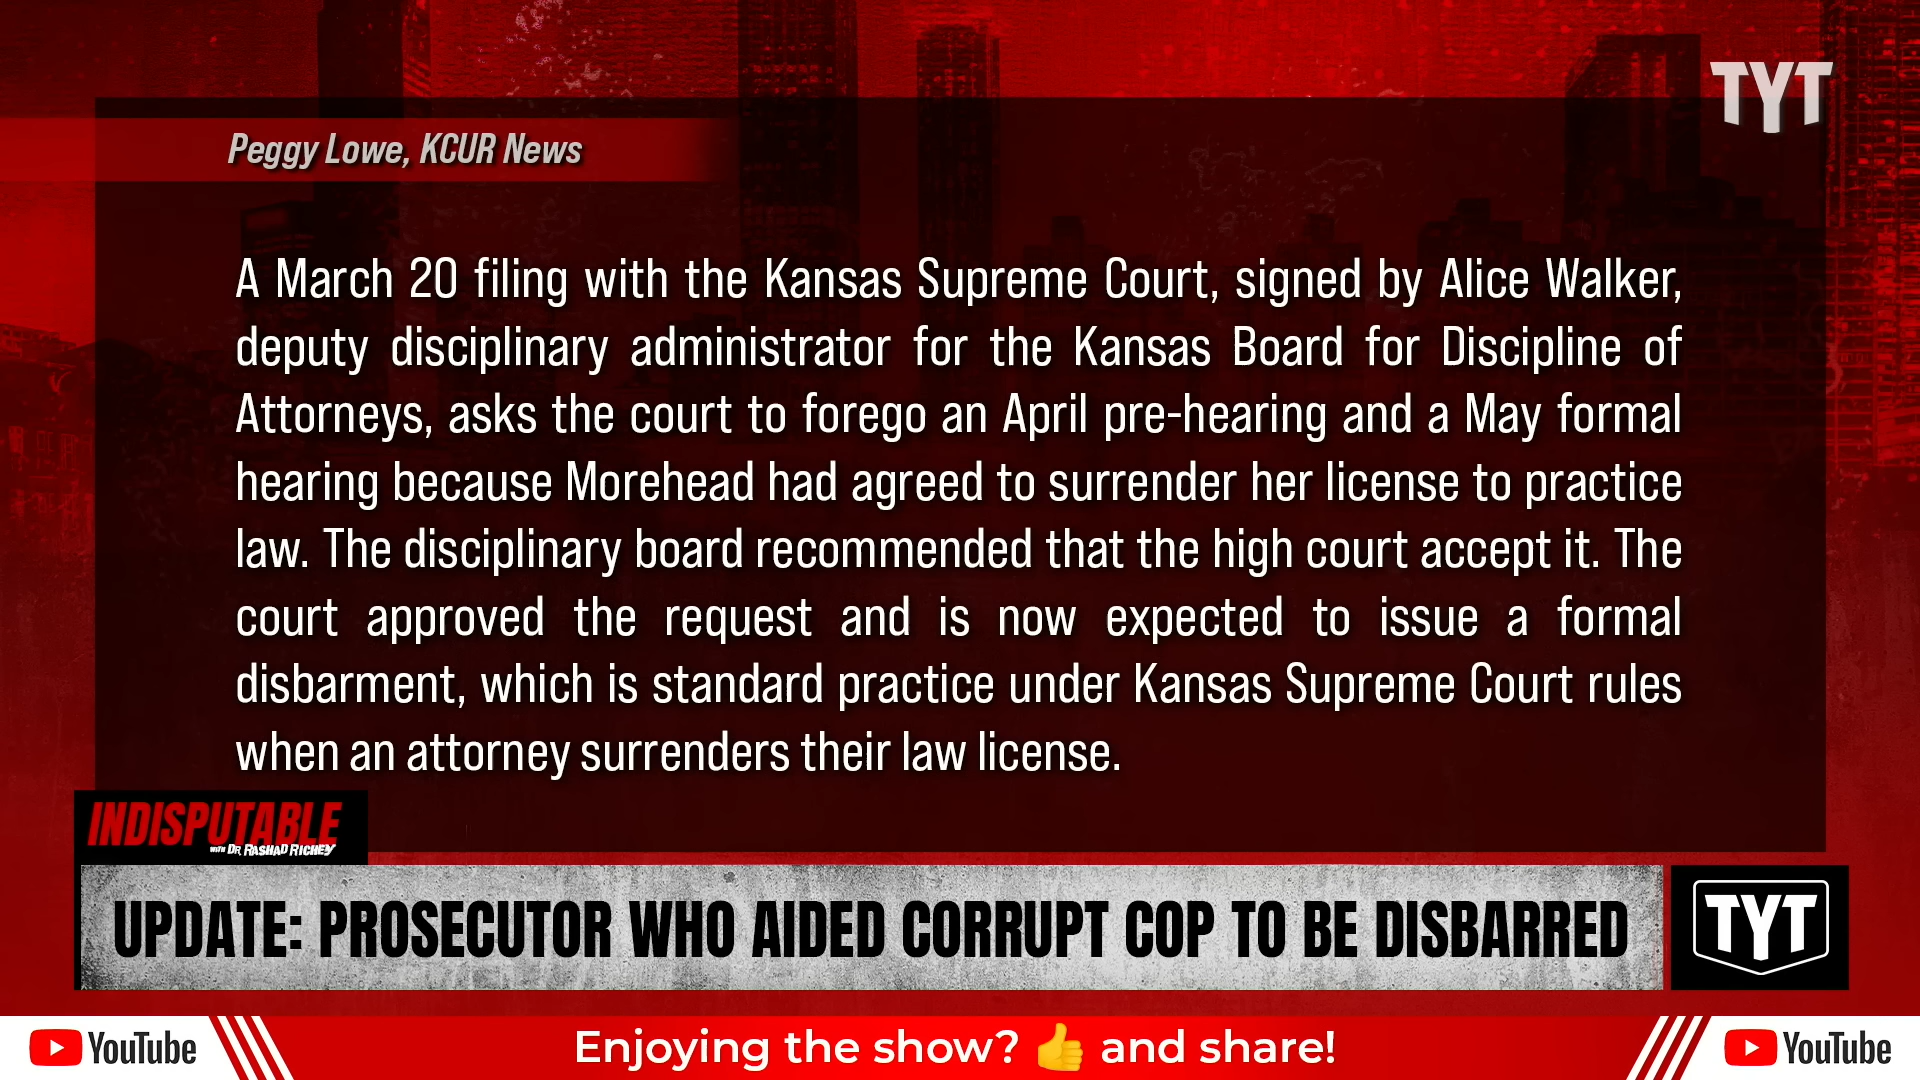 TYT
Peggy Lowe, KCUR News
A March 20 filing with the Kansas Supreme Court, signed by Alice Walker,
deputy disciplinary administrator for the Kansas Board for Discipline of
Attorneys, asks the court to forego an April pre-hearing and a May formal
hearing because Morehead had agreed to surrender her license to practice
law. The disciplinary board recommended that the high court accept it. The
court approved the request and is now expected to issue a formal
disbarment, which is standard practice under Kansas Supreme Court rules
when an attorney surrenders their law license.
INDISPUTABLE
WITH DR RASHAD RICHEY
UPDATE: PROSECUTOR WHO AIDED CORRUPT COP TO BE DISBARRED
TYT
YouTube
Enjoying the show? 👍 and share!
YouTube